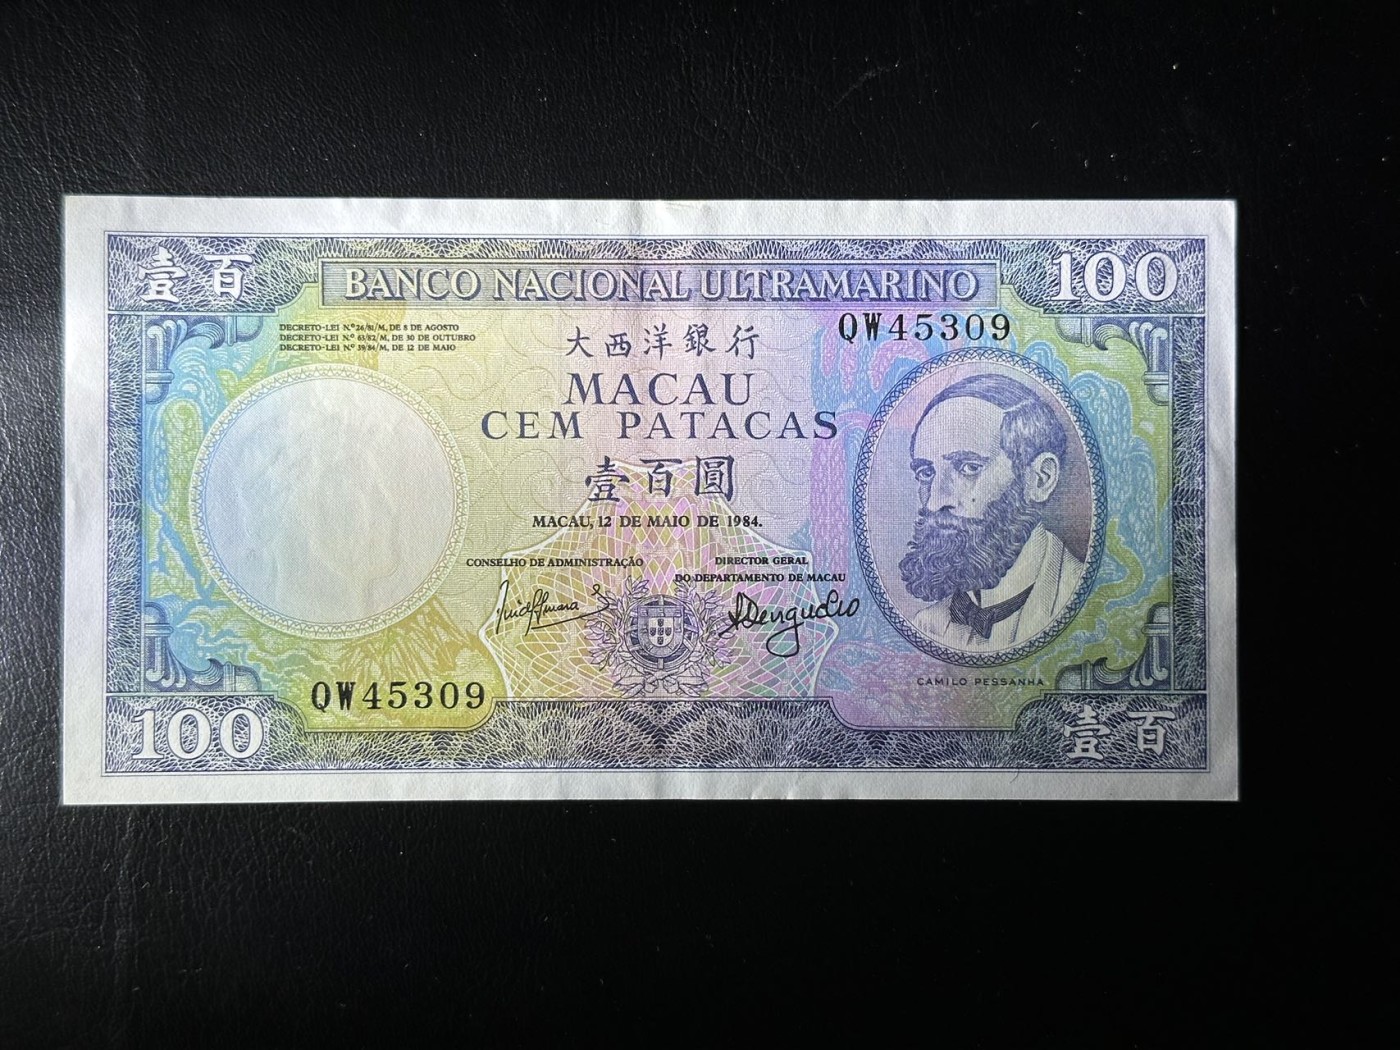 壹百
BANCO NACIONAL ULTRAMARINO
100
DECRETO-LEI N.º 26/81/M, DE 8 DE AGOSTO
DECRETO-LEI N.º 63/82/M, DE 30 DE OUTUBRO
DECRETO-LEI N.º 39/84/M, DE 12 DE MAIO
QW45309
大西洋銀行
MACAU
CEM PATACAS
壹百圓
MACAU, 12 DE MAIO DE 1984.
CONSELHO DE ADMINISTRAÇÃO
DIRECTOR GERAL
DO DEPARTAMENTO DE MACAU
CAMILO PESSANHA
QW45309
100
壹百